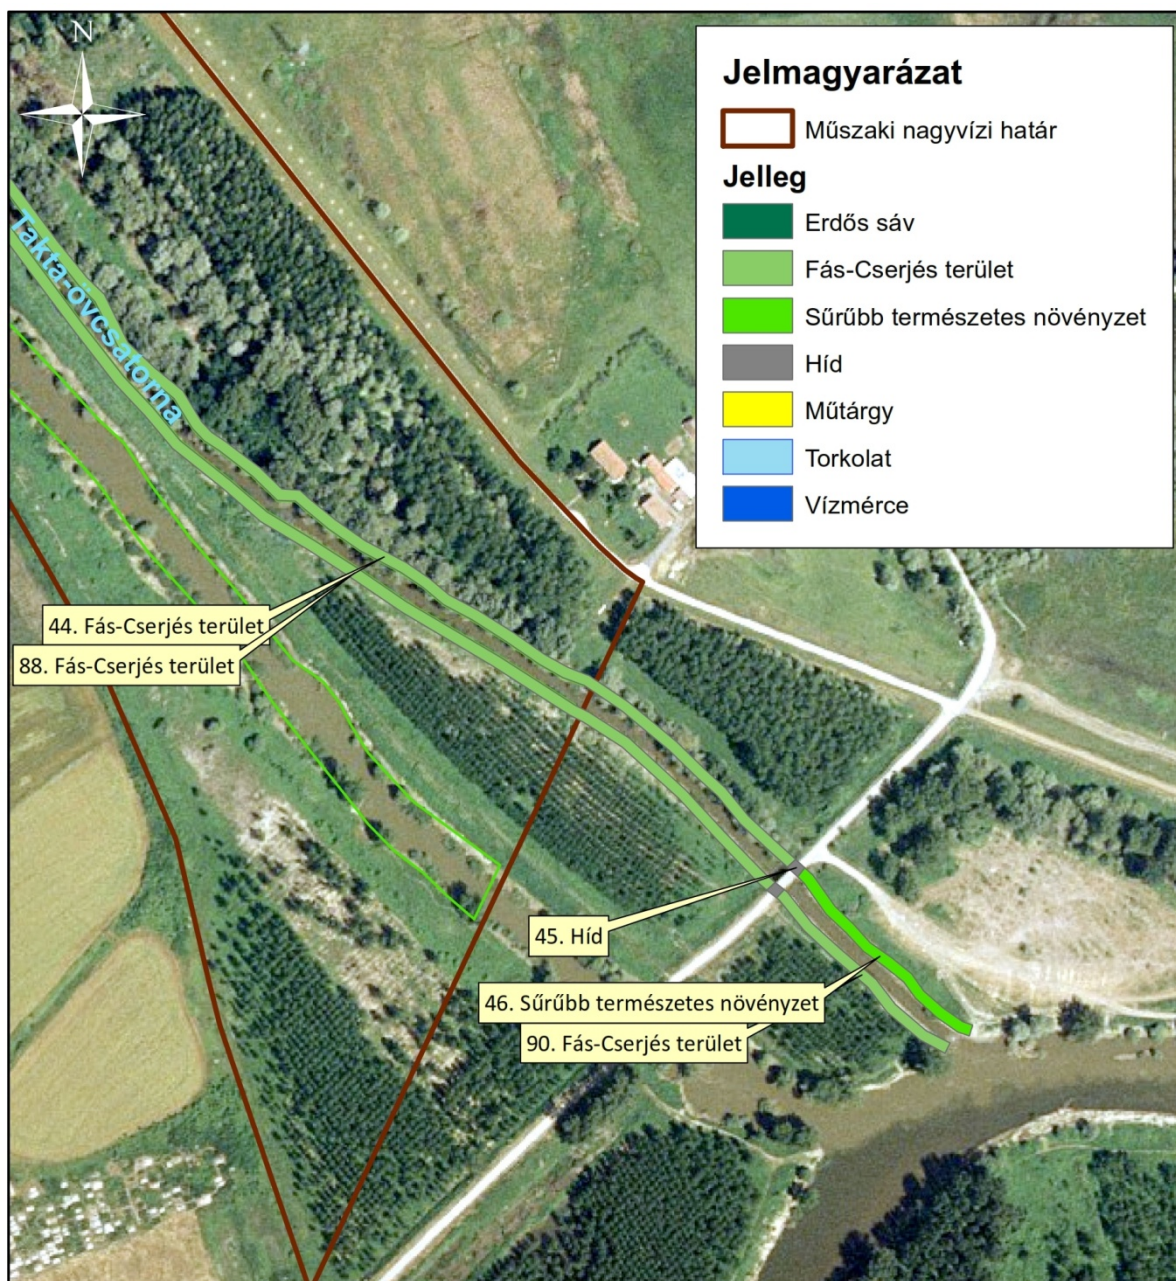 N
Jelmagyarázat
Műszaki nagyvízi határ
Jelleg
Erdős sáv
Fás-Cserjés terület
Sűrűbb természetes növényzet
Híd
Műtárgy
Torkolat
Vízmérce
Takta-övcsatorna
44. Fás-Cserjés terület
88. Fás-Cserjés terület
45. Híd
46. Sűrűbb természetes növényzet
90. Fás-Cserjés terület